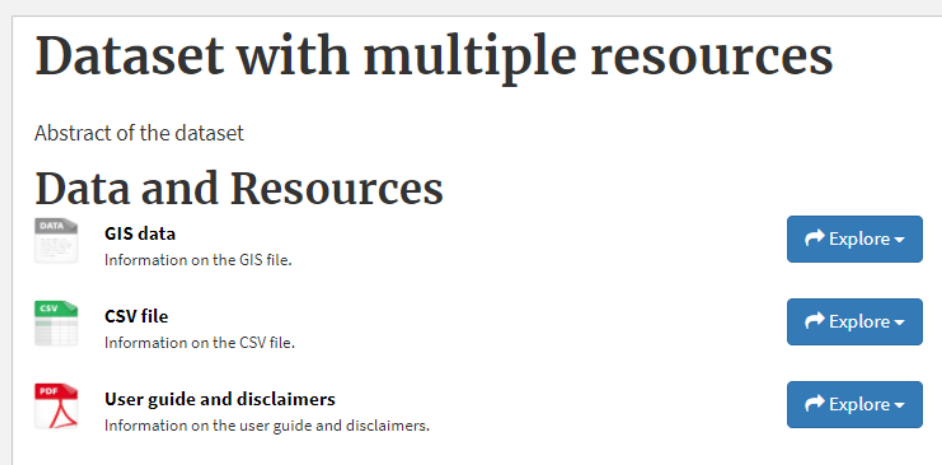 Dataset with multiple resources
Abstract of the dataset
Data and Resources
DATA
GIS data
Information on the GIS file.
Explore
CSV
CSV file
Information on the CSV file.
Explore
PDF
User guide and disclaimers
Information on the user guide and disclaimers.
Explore